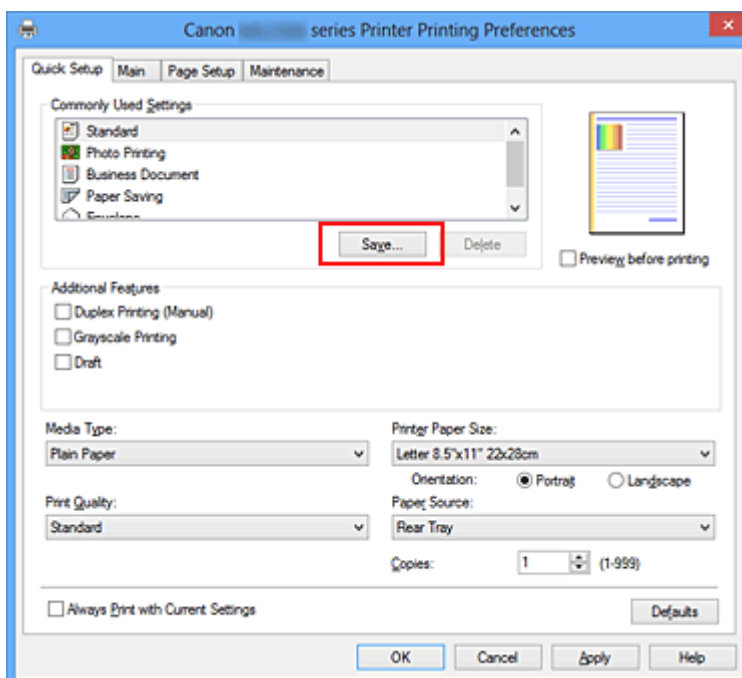 Canon series Printer Printing Preferences
Quick Setup Main Page Setup Maintenance
Commonly Used Settings
Standard
Photo Printing
Business Document
Paper Saving
Envelope
Save... Delete
Preview before printing
Additional Features
Duplex Printing (Manual)
Grayscale Printing
Draft
Media Type: Printer Paper Size:
Plain Paper Letter 8.5"x11" 22x28cm
Orientation: Portrait Landscape
Print Quality: Paper Source:
Standard Rear Tray
Copies: 1 (1-999)
Always Print with Current Settings Defaults
OK Cancel Apply Help